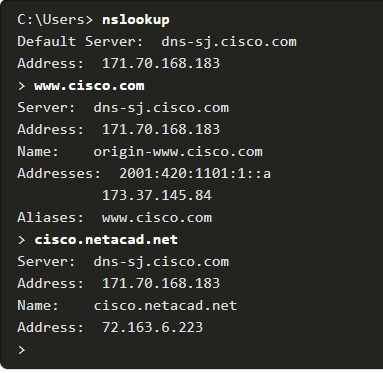 C:\Users> nslookup
Default Server:  dns-sj.cisco.com
Address:  171.70.168.183
> www.cisco.com
Server:  dns-sj.cisco.com
Address:  171.70.168.183
Name:    origin-www.cisco.com
Addresses:  2001:420:1101:1::a
          173.37.145.84
Aliases:  www.cisco.com
> cisco.netacad.net
Server:  dns-sj.cisco.com
Address:  171.70.168.183
Name:    cisco.netacad.net
Address:  72.163.6.223
>